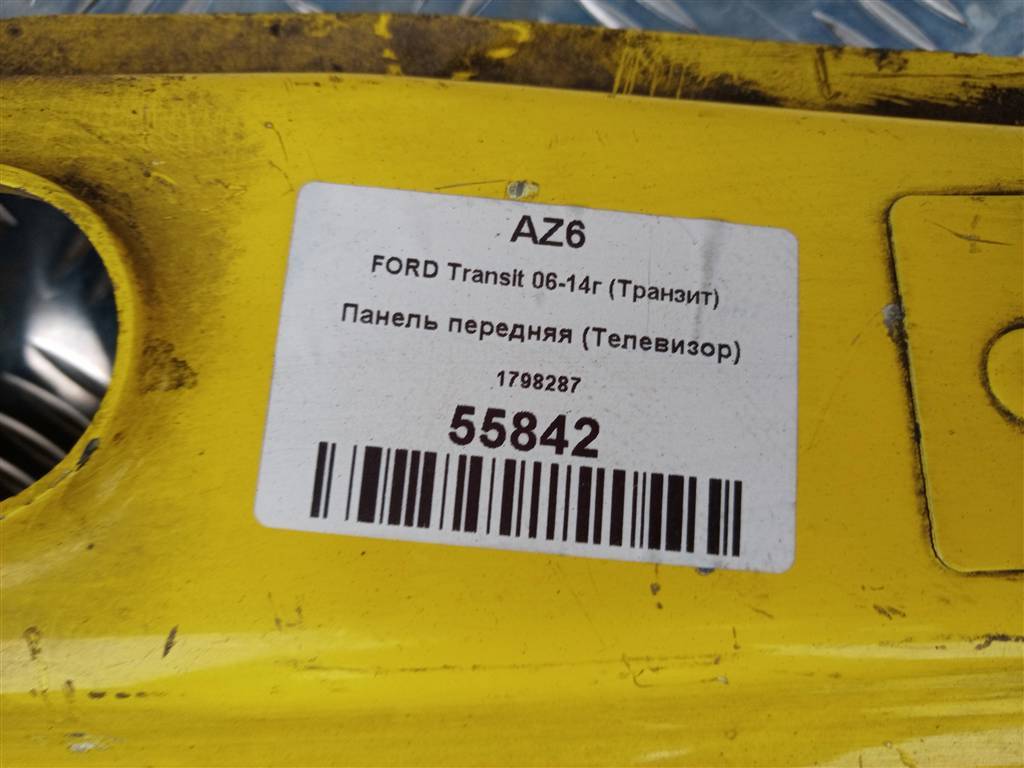 AZ6
FORD Transit 06-14г (Транзит)
Панель передняя (Телевизор)
1798287
55842